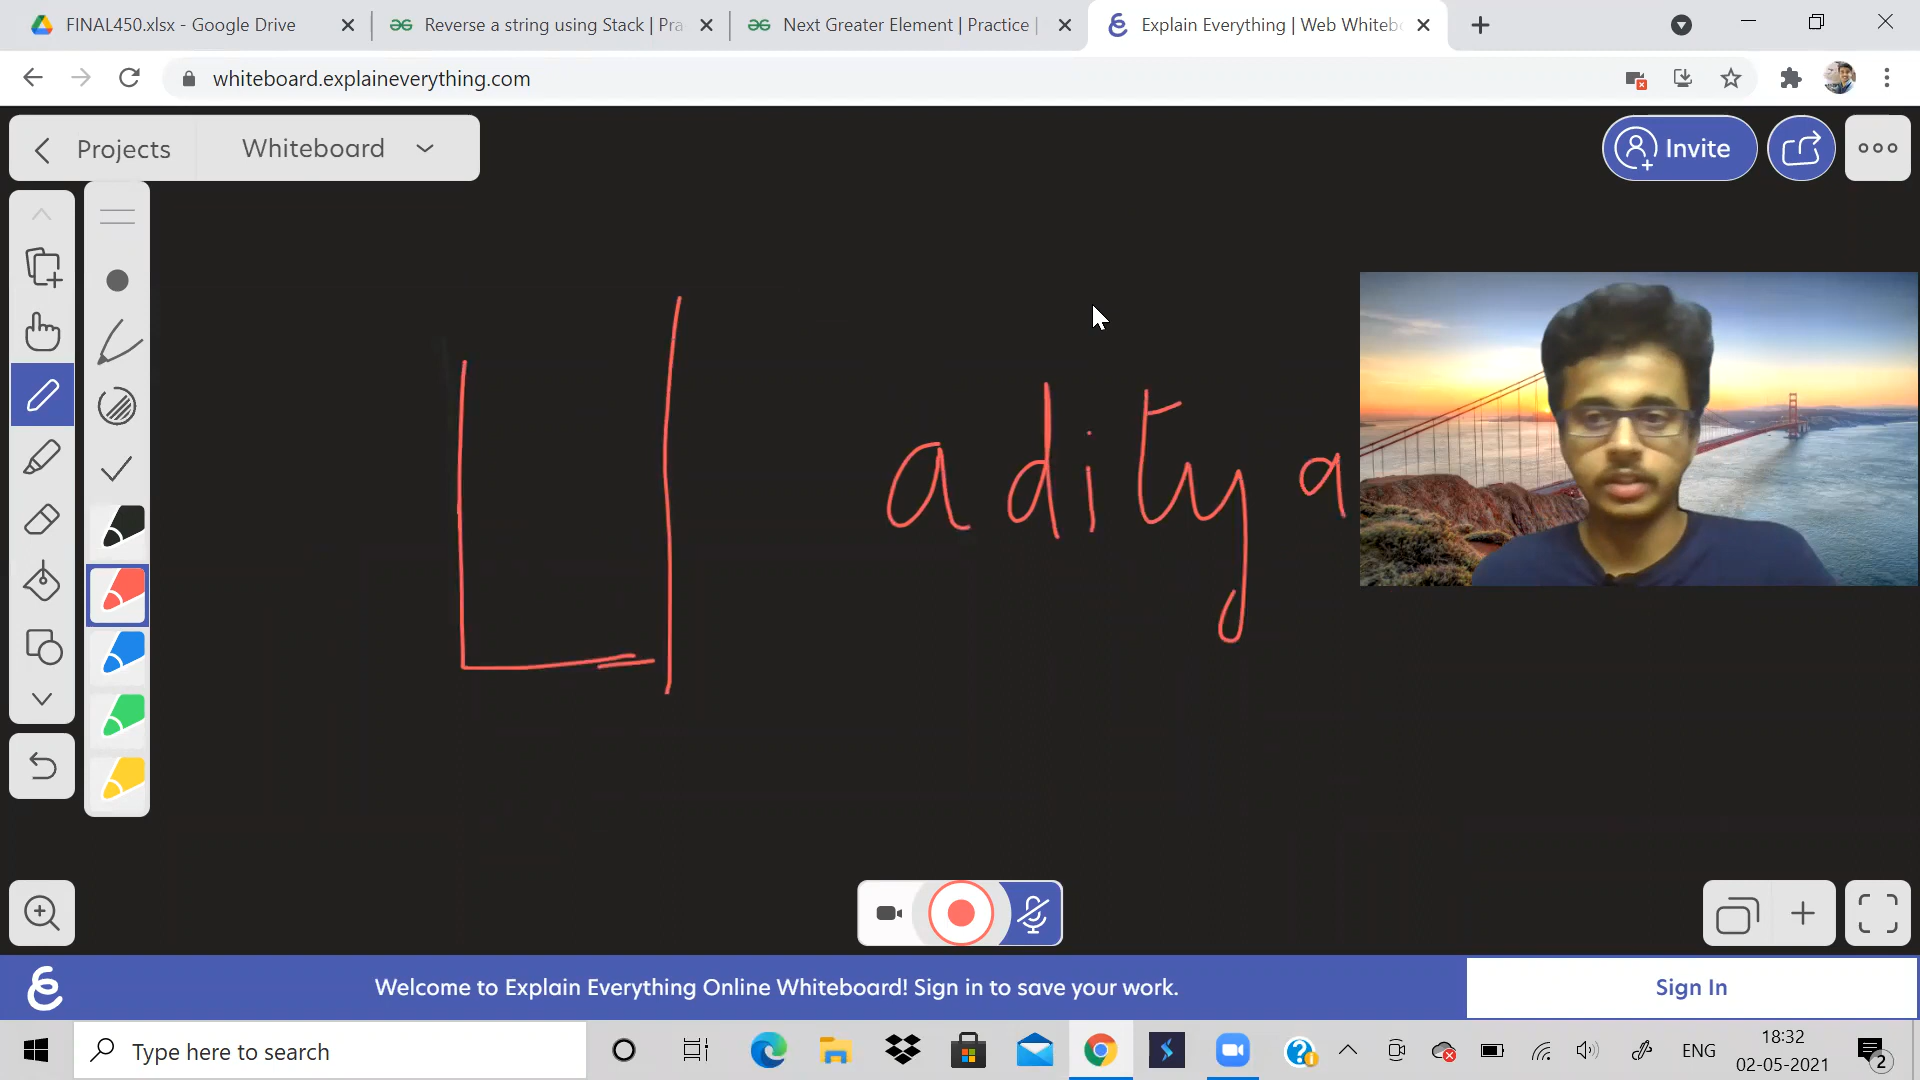 FINAL450.xlsx - Google Drive
Reverse a string using Stack | Pra
Next Greater Element | Practice |
Explain Everything | Web Whitebo
whiteboard.explaineverything.com
Projects
Whiteboard
Invite
aditya
Welcome to Explain Everything Online Whiteboard! Sign in to save your work.
Sign In
Type here to search
ENG
18:32
02-05-2021
2